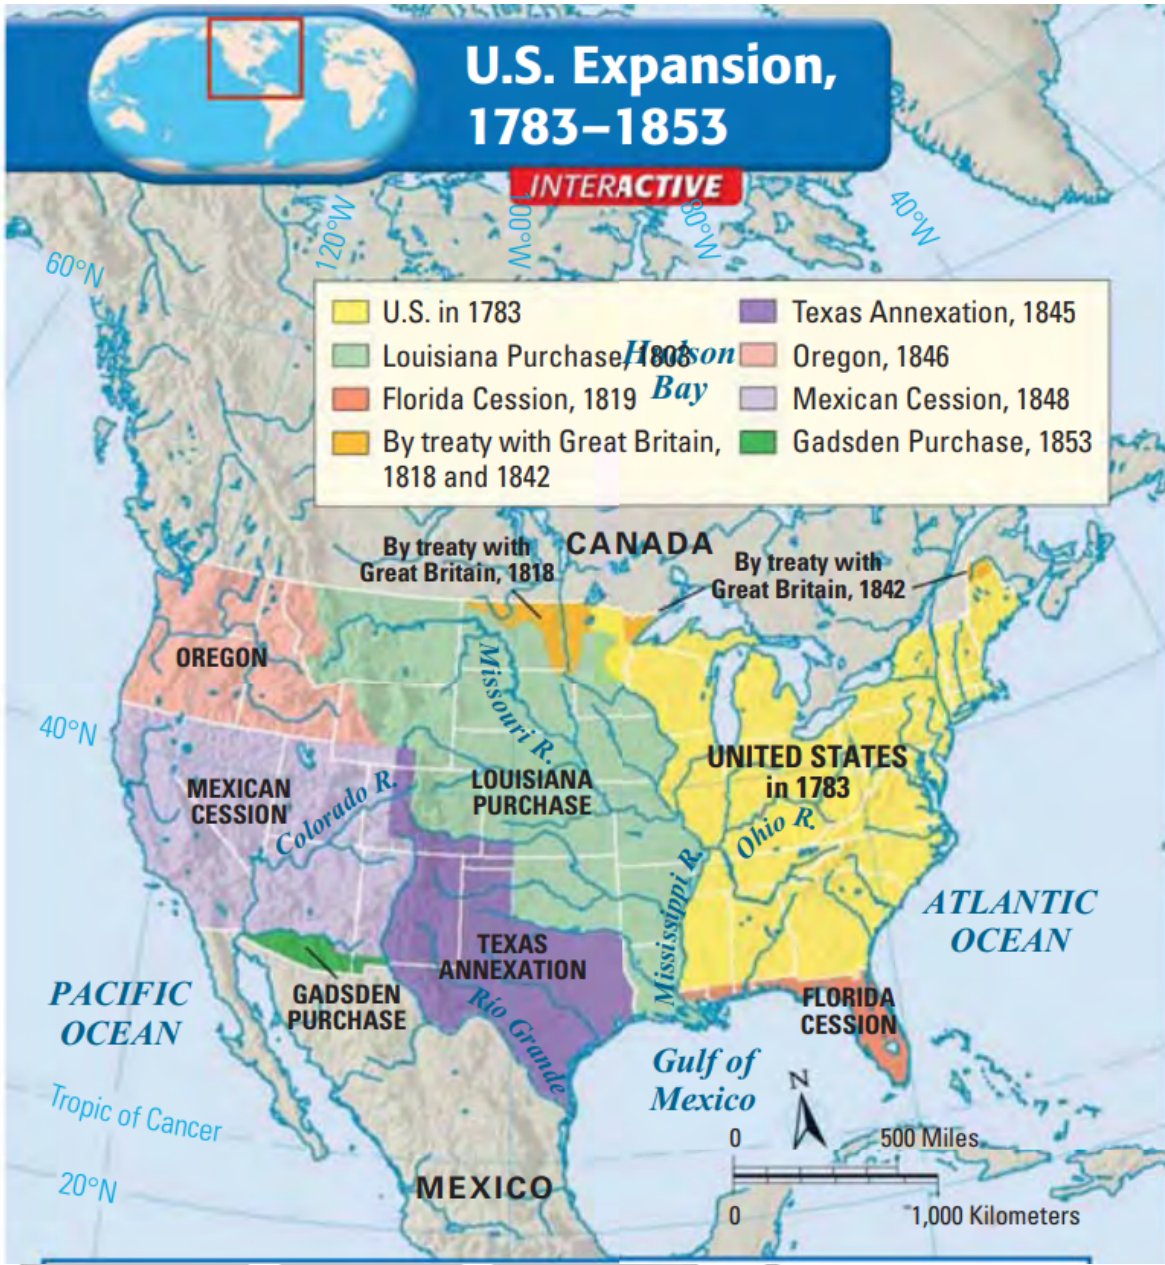 U.S. Expansion,
1783–1853
INTERACTIVE
60°N
120°W
100°W
80°W
40°W
U.S. in 1783
Louisiana Purchase, 1803
Florida Cession, 1819
By treaty with Great Britain,
1818 and 1842
Texas Annexation, 1845
Oregon, 1846
Mexican Cession, 1848
Gadsden Purchase, 1853
Hudson
Bay
CANADA
By treaty with
Great Britain, 1818
By treaty with
Great Britain, 1842
OREGON
Missouri R.
40°N
UNITED STATES
in 1783
MEXICAN
CESSION
LOUISIANA
PURCHASE
Colorado R.
Ohio R.
Mississippi R.
ATLANTIC
OCEAN
TEXAS
ANNEXATION
PACIFIC
OCEAN
GADSDEN
PURCHASE
Río Grande
FLORIDA
CESSION
Gulf of
Mexico
N
Tropic of Cancer
0 500 Miles
20°N
MEXICO
0 1,000 Kilometers